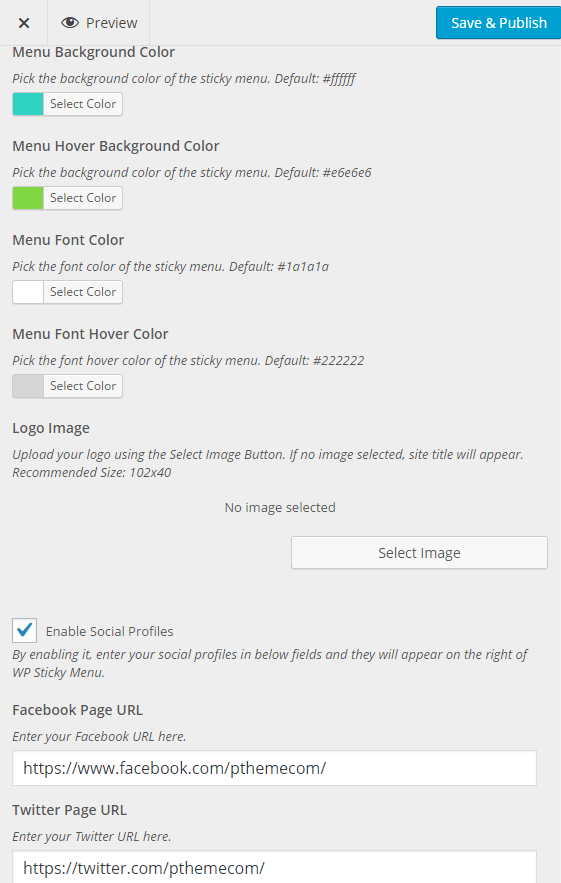 Preview
Save & Publish
Menu Background Color
Pick the background color of the sticky menu. Default: #ffffff
Select Color
Menu Hover Background Color
Pick the background color of the sticky menu. Default: #e6e6e6
Select Color
Menu Font Color
Pick the font color of the sticky menu. Default: #1a1a1a
Select Color
Menu Font Hover Color
Pick the font hover color of the sticky menu. Default: #222222
Select Color
Logo Image
Upload your logo using the Select Image Button. If no image selected, site title will appear.
Recommended Size: 102x40
No image selected
Select Image
Enable Social Profiles
By enabling it, enter your social profiles in below fields and they will appear on the right of
WP Sticky Menu.
Facebook Page URL
Enter your Facebook URL here.
https://www.facebook.com/pthemecom/
Twitter Page URL
Enter your Twitter URL here.
https://twitter.com/pthemecom/